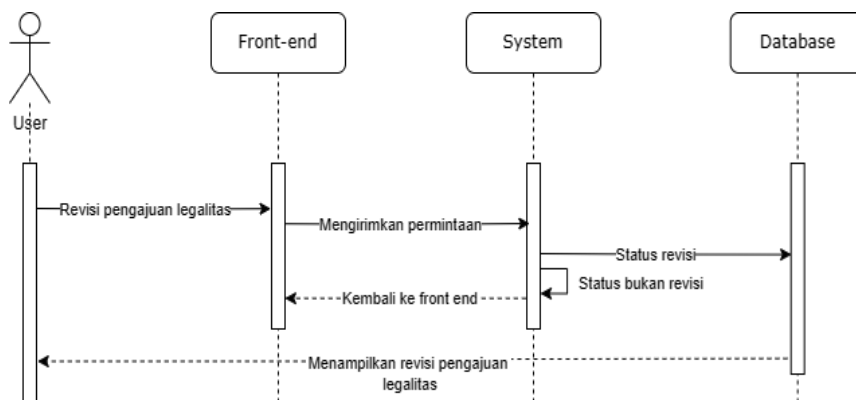 Front-end
System
Database
User
Revisi pengajuan legalitas
Mengirimkan permintaan
Status revisi
Status bukan revisi
Kembali ke front end
Menampilkan revisi pengajuan
legalitas